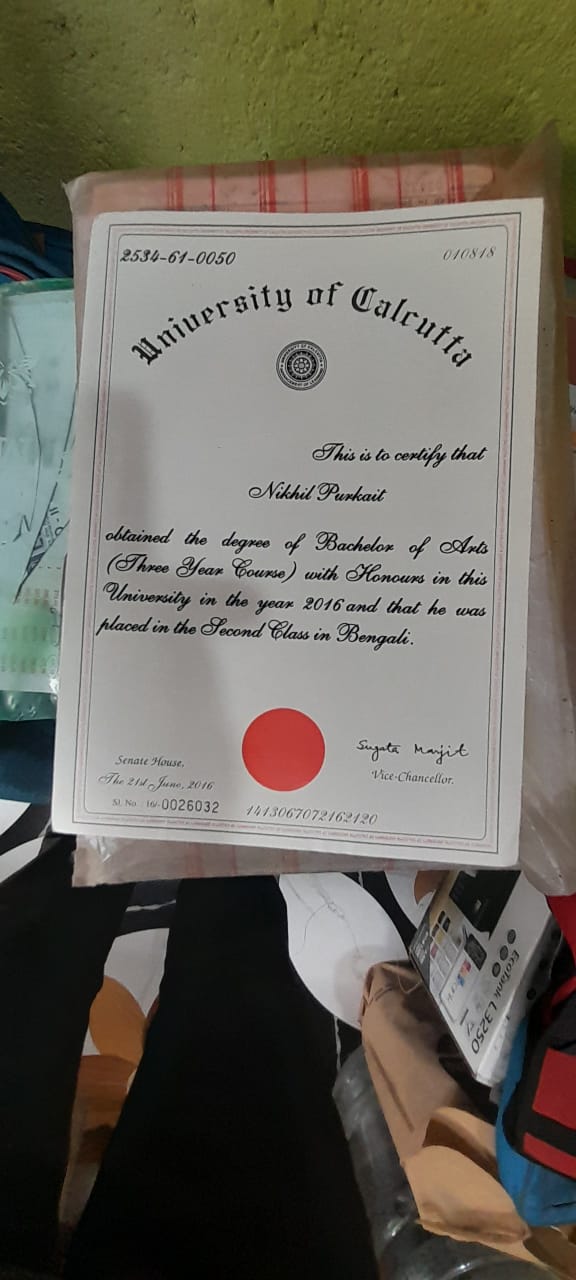 2534-61-0050
010818
University of Calcutta
This is to certify that
Nikhil Purkait
obtained the degree of Bachelor of Arts
(Three Year Course) with Honours in this
University in the year 2016 and that he was
placed in the Second Class in Bengali.
Sugata Marjit
Senate House,
Vice-Chancellor.
The 21st June, 2016
Sl. No. 16/-0026032
1413067072162120
EcoTank L3250